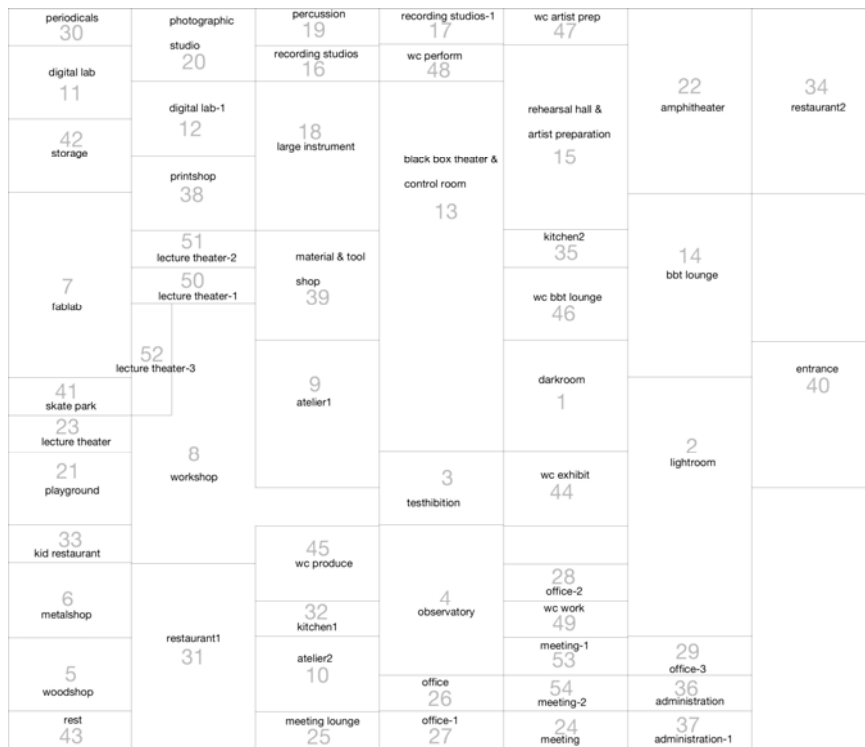 periodicals
30
digital lab
11
42
storage
7
fablab
41
skate park
23
lecture theater
21
playground
33
kid restaurant
6
metalshop
5
woodshop
rest
43
photographic
studio
20
digital lab-1
12
printshop
38
51
lecture theater-2
50
lecture theater-1
52
lecture theater-3
8
workshop
restaurant1
31
percussion
19
recording studios
16
18
large instrument
material & tool
shop
39
9
atelier1
45
wc produce
32
kitchen1
atelier2
10
meeting lounge
25
recording studios-1
17
wc perform
48
black box theater &
control room
13
3
testhibition
4
observatory
office
26
office-1
27
wc artist prep
47
rehearsal hall &
artist preparation
15
kitchen2
35
wc bbt lounge
46
darkroom
1
wc exhibit
44
28
office-2
wc work
49
meeting-1
53
54
meeting-2
24
meeting
22
amphitheater
14
bbt lounge
2
lightroom
29
office-3
36
administration
37
administration-1
34
restaurant2
entrance
40